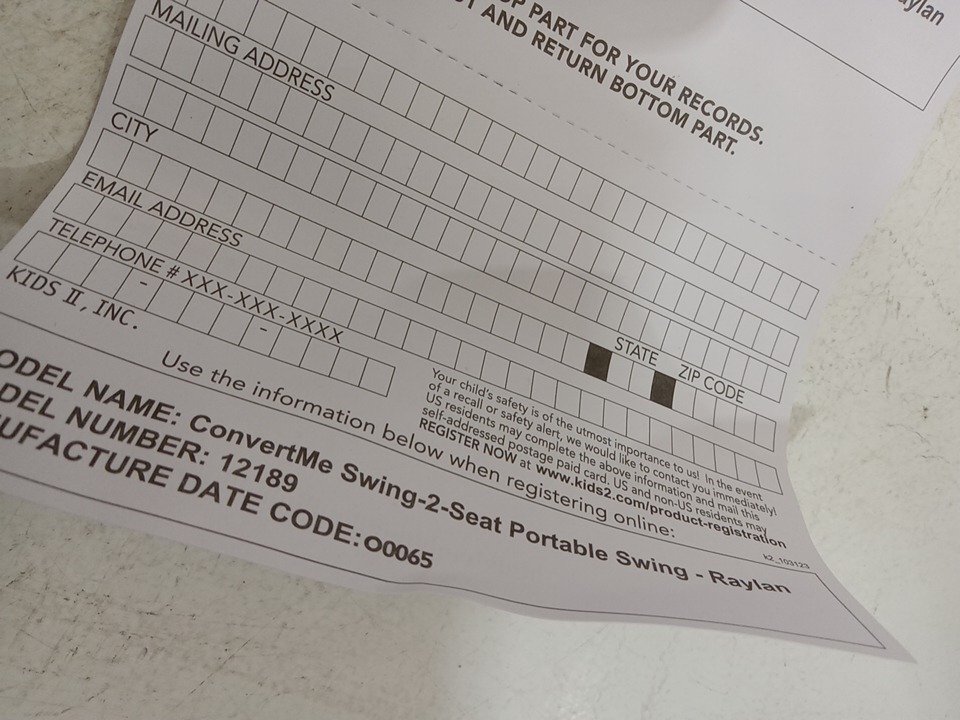 aylan
P PART FOR YOUR RECORDS.
AND RETURN BOTTOM PART.
MAILING ADDRESS
CITY
STATE ZIP CODE
EMAIL ADDRESS
TELEPHONE # XXX-XXX-XXXX
- -
KIDS II, INC.
Your child's safety is of the utmost importance to us! In the event
of a recall or safety alert, we would like to contact you immediately!
US residents may complete the above information and mail this
self-addressed postage paid card. US and non-US residents may
REGISTER NOW at www.kids2.com/product-registration
Use the information below when registering online:
K2_103123
ODEL NAME: ConvertMe Swing-2-Seat Portable Swing - Raylan
DEL NUMBER: 12189
UFACTURE DATE CODE:O0065